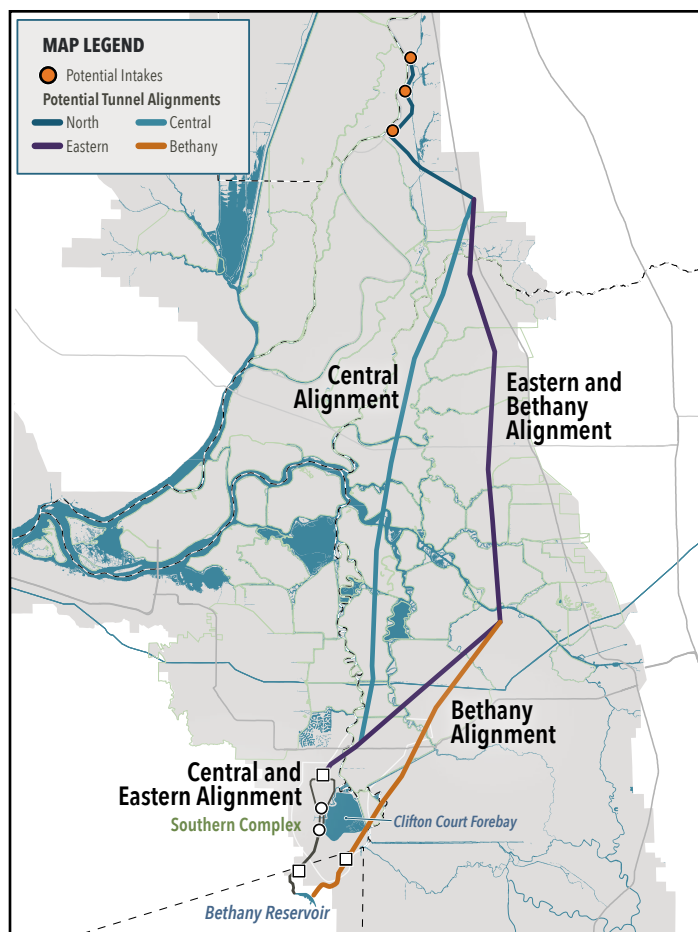 MAP LEGEND
Potential Intakes
Potential Tunnel Alignments
North
Central
Eastern
Bethany
Central
Alignment
Eastern and
Bethany
Alignment
Bethany
Alignment
Central and
Eastern Alignment
Southern Complex
Clifton Court Forebay
Bethany Reservoir